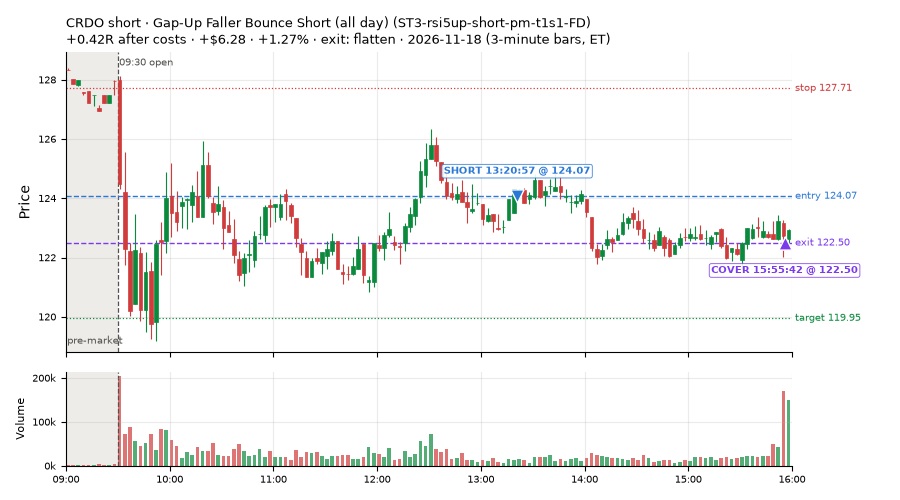 CRDO short · Gap-Up Faller Bounce Short (all day) (ST3-rsi5up-short-pm-t1s1-FD)
+0.42R after costs · +$6.28 · +1.27% · exit: flatten · 2026-11-18 (3-minute bars, ET)
09:30 open
128
stop 127.71
126
SHORT 13:20:57 @ 124.07
124
entry 124.07
Price
exit 122.50
122
COVER 15:55:42 @ 122.50
120
target 119.95
pre-market
200k
100k
0k
Volume
09:00
10:00
11:00
12:00
13:00
14:00
15:00
16:00